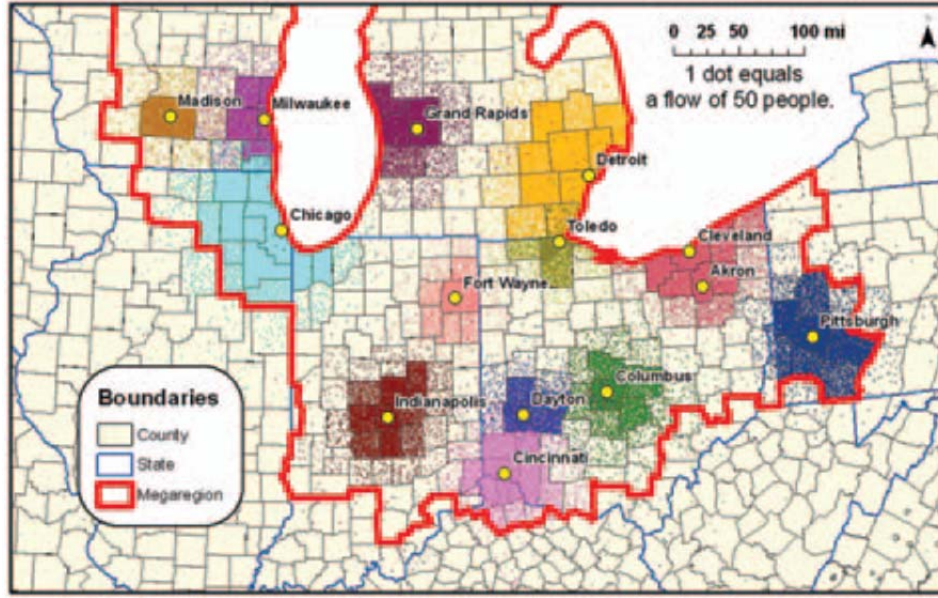 0 25 50 100 mi
1 dot equals
a flow of 50 people.
Madison
Milwaukee
Grand Rapids
Detroit
Chicago
Toledo
Cleveland
Akron
Fort Wayne
Pittsburgh
Columbus
Indianapolis
Dayton
Cincinnati
Boundaries
County
State
Megaregion